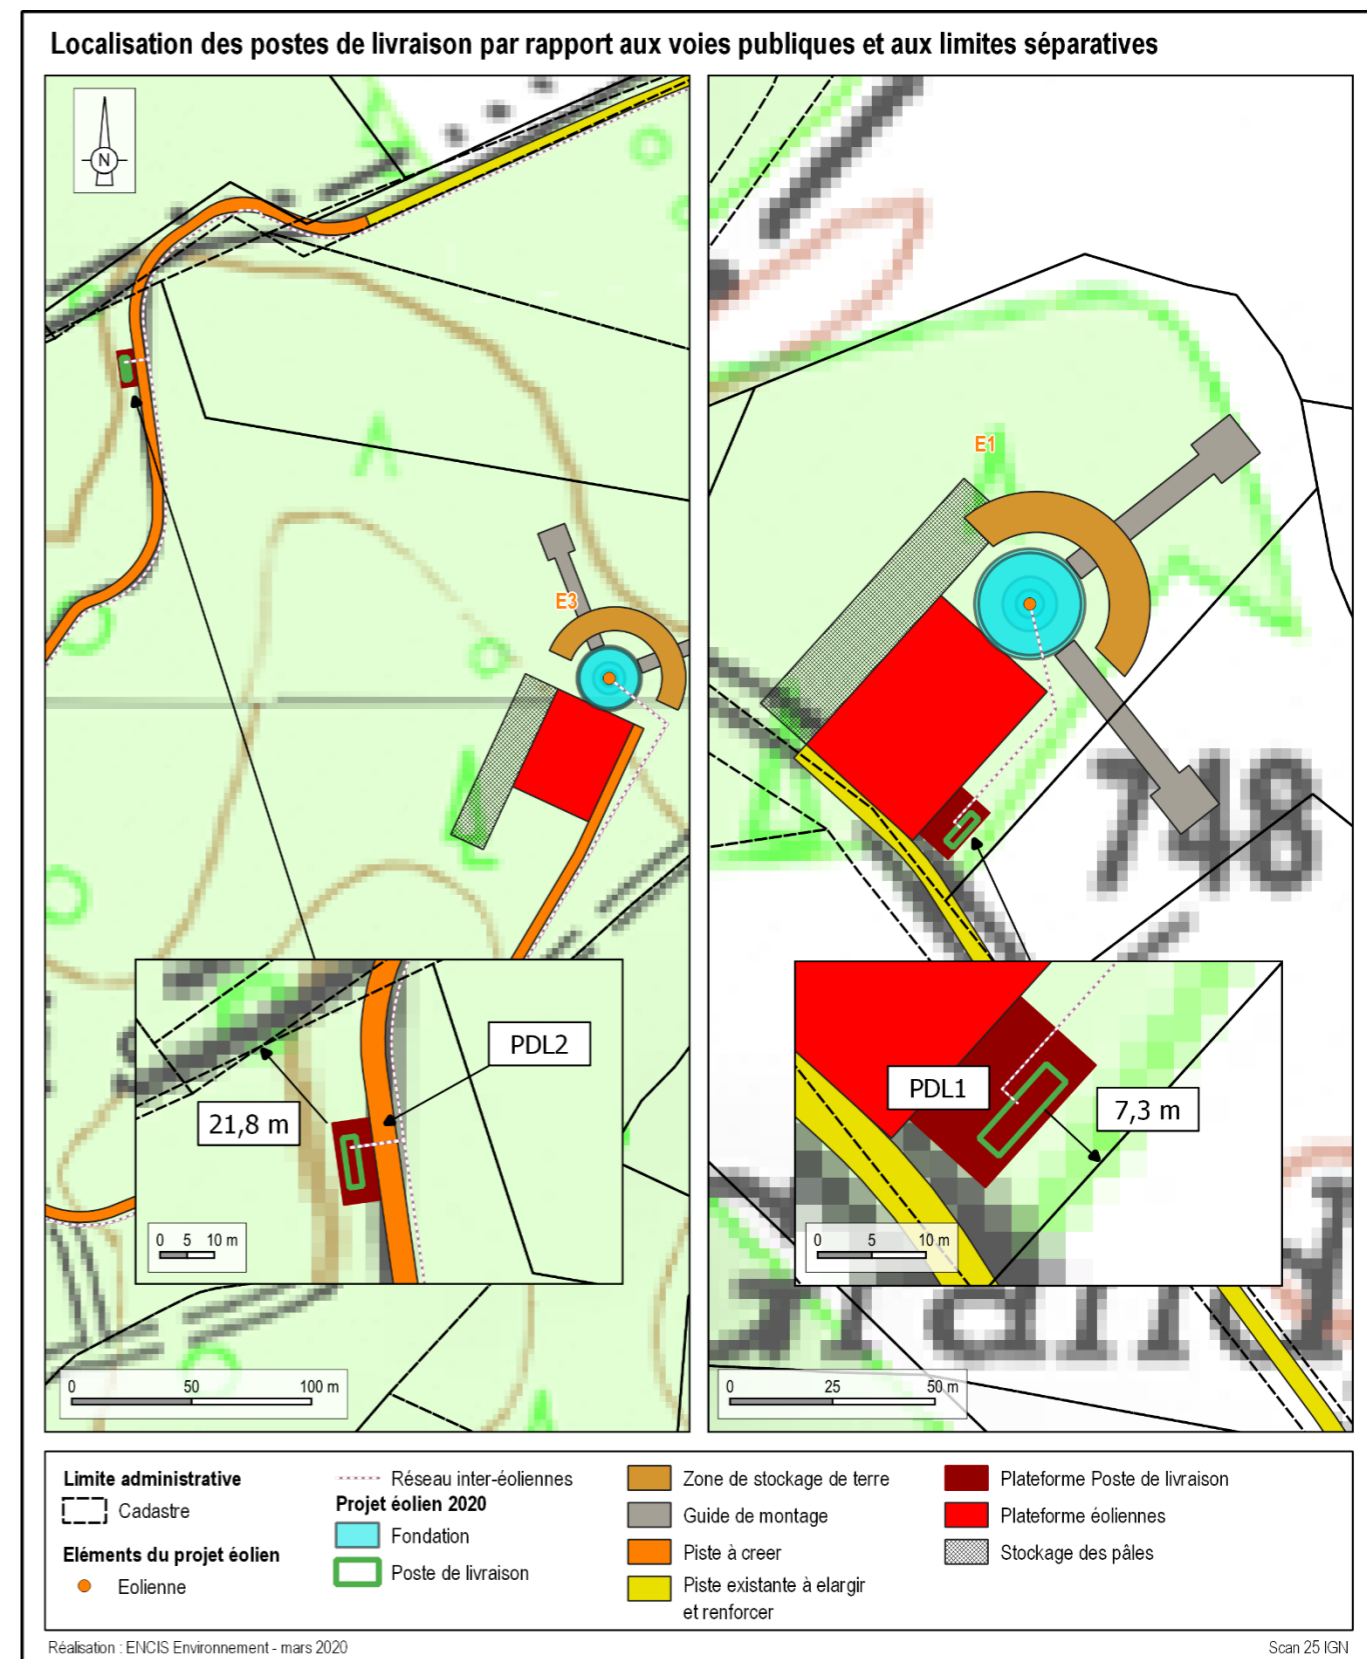 Localisation des postes de livraison par rapport aux voies publiques et aux limites séparatives
N
E3
PDL2
21,8 m
0 5 10 m
0 50 100 m
E1
748
PDL1
7,3 m
0 5 10 m
0 25 50 m
Limite administrative
Cadastre
Eléments du projet éolien
Eolienne
Réseau inter-éoliennes
Projet éolien 2020
Fondation
Poste de livraison
Zone de stockage de terre
Guide de montage
Piste à creer
Piste existante à elargir
et renforcer
Plateforme Poste de livraison
Plateforme éoliennes
Stockage des pâles
Réalisation : ENCIS Environnement - mars 2020
Scan 25 IGN